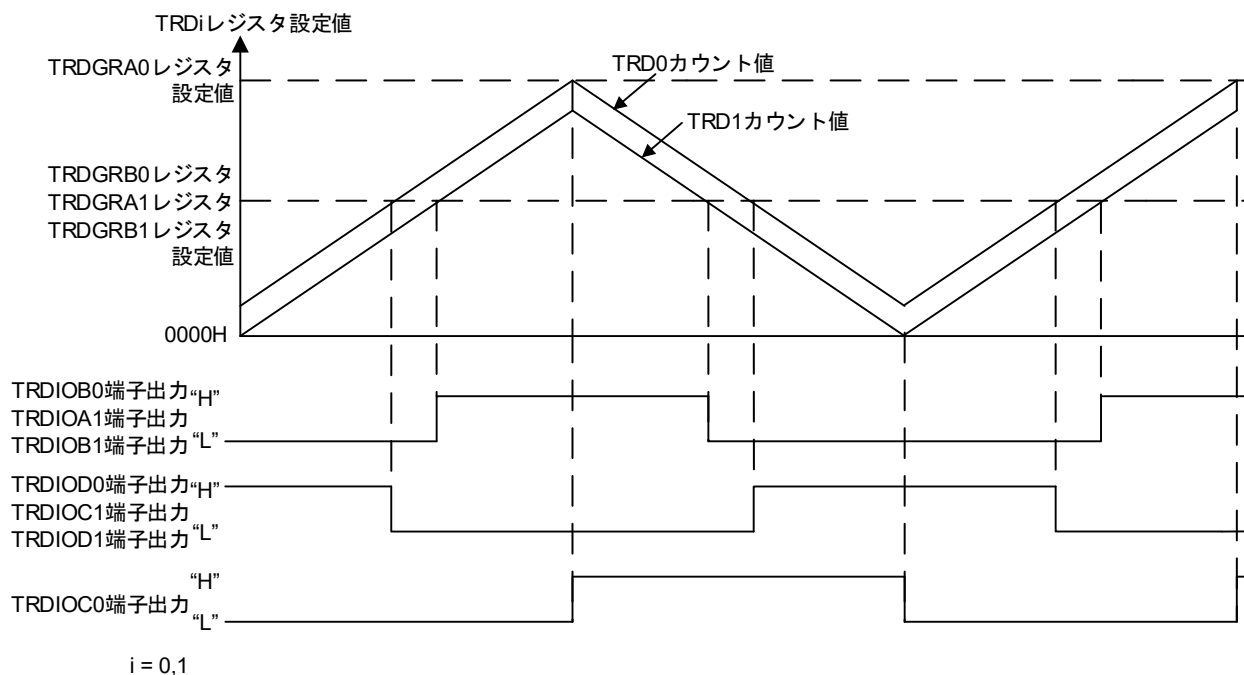 TRDiレジスタ設定値
TRDGRA0レジスタ
設定値
TRD0カウント値
TRD1カウント値
TRDGRB0レジスタ
TRDGRA1レジスタ
TRDGRB1レジスタ
設定値
0000H
TRDIOB0端子出力 “H”
TRDIOA1端子出力
TRDIOB1端子出力 “L”
TRDIOD0端子出力 “H”
TRDIOC1端子出力
TRDIOD1端子出力 “L”
“H”
TRDIOC0端子出力
“L”
i = 0,1